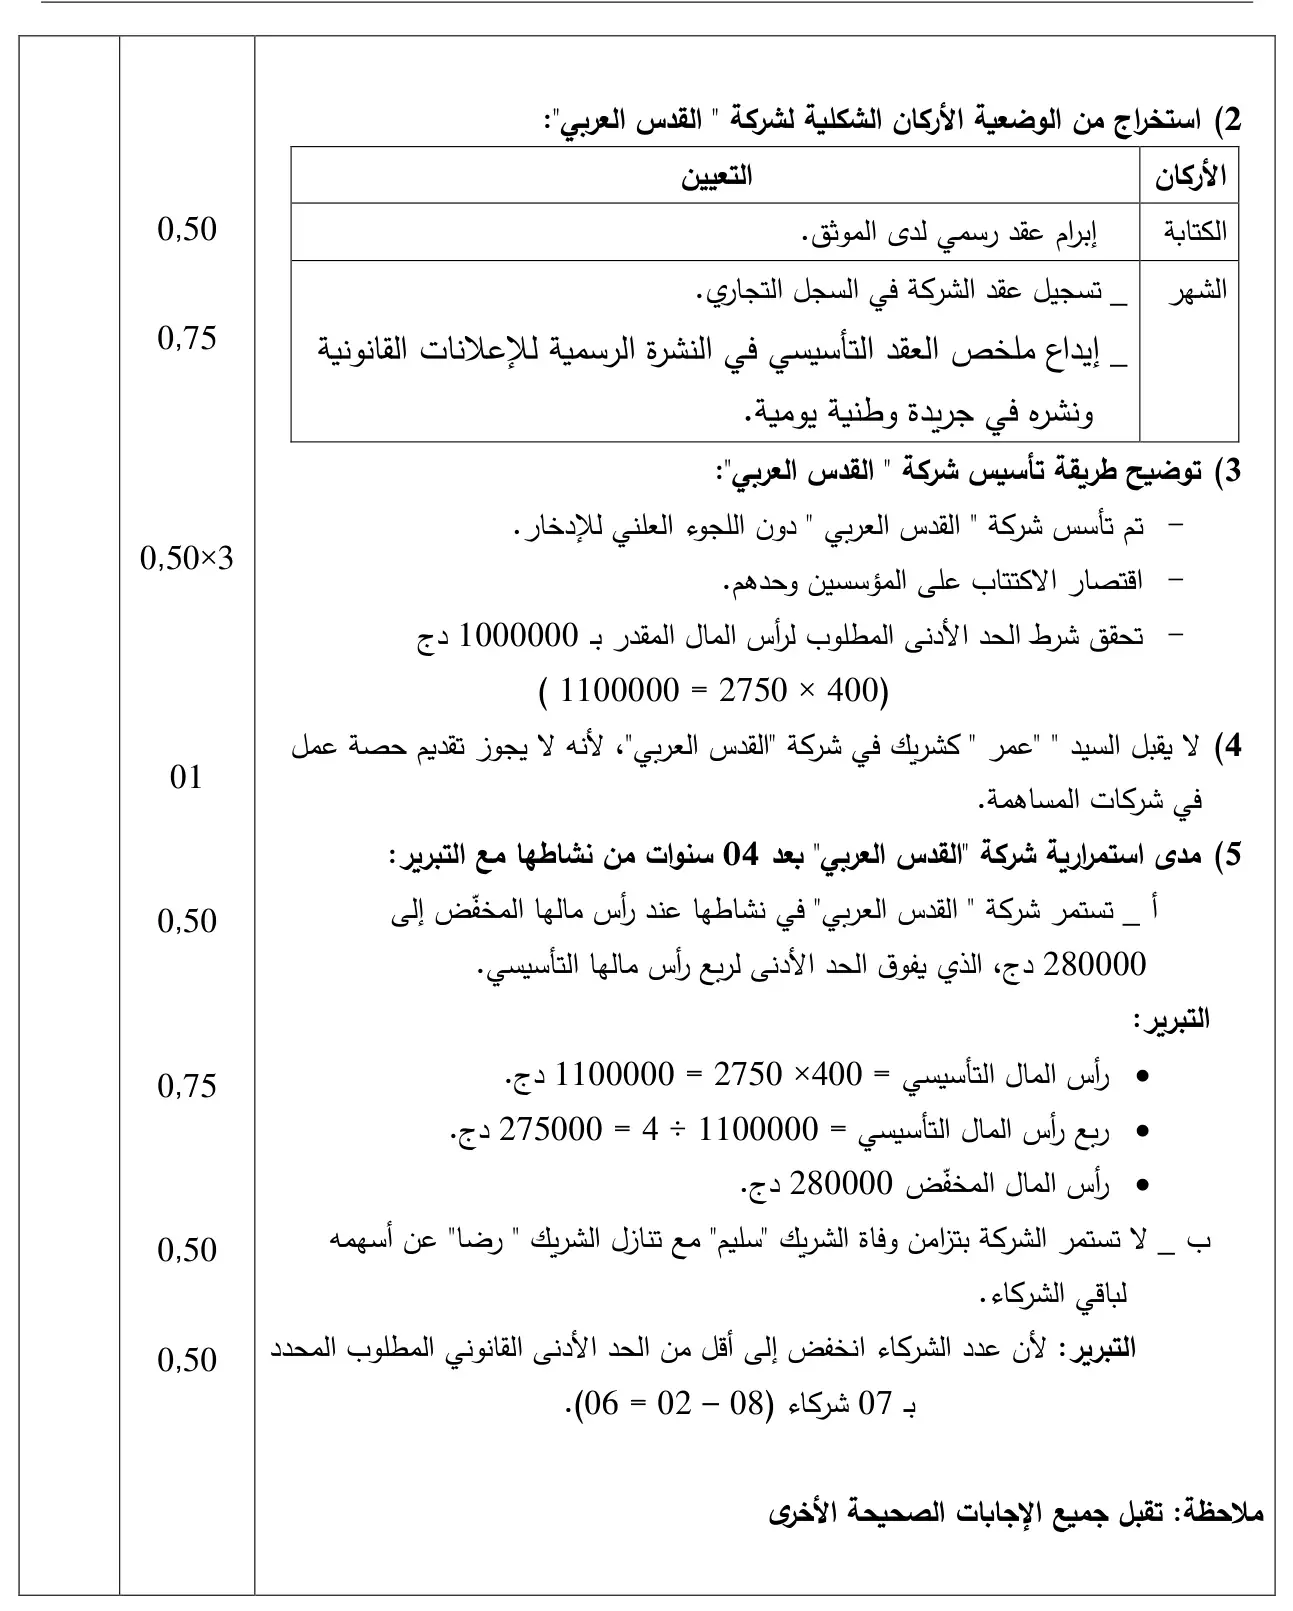 2) استخراج من الوضعية الأركان الشكلية لشركة " القدس العربي":
الأركان التعيين
الكتابة إبرام عقد رسمي لدى الموثق.
0,50
الشهر _ تسجيل عقد الشركة في السجل التجاري.
_ إيداع ملخص العقد التأسيسي في النشرة الرسمية للإعلانات القانونية
0,75
ونشره في جريدة وطنية يومية.
3) توضيح طريقة تأسيس شركة " القدس العربي":
- تم تأسس شركة " القدس العربي " دون اللجوء العلني للإدخار.
0,50×3
- اقتصار الاكتتاب على المؤسسين وحدهم.
- تحقق شرط الحد الأدنى المطلوب لرأس المال المقدر بـ 1000000 دج
(400 × 2750 = 1100000 )
4) لا يقبل السيد " "عمر " كشريك في شركة "القدس العربي"، لأنه لا يجوز تقديم حصة عمل
01
في شركات المساهمة.
5) مدى استمرارية شركة "القدس العربي" بعد 04 سنوات من نشاطها مع التبرير:
أ _ تستمر شركة " القدس العربي" في نشاطها عند رأس مالها المخفّض إلى
0,50
280000 دج، الذي يفوق الحد الأدنى لربع رأس مالها التأسيسي.
التبرير:
• رأس المال التأسيسي = 400× 2750 = 1100000 دج.
0,75
• ربع رأس المال التأسيسي = 1100000 ÷ 4 = 275000 دج.
• رأس المال المخفّض 280000 دج.
ب _ لا تستمر الشركة بتزامن وفاة الشريك "سليم" مع تنازل الشريك " رضا" عن أسهمه
0,50
لباقي الشركاء.
التبرير: لأن عدد الشركاء انخفض إلى أقل من الحد الأدنى القانوني المطلوب المحدد
0,50
بـ 07 شركاء (08 – 02 = 06).
ملاحظة: تقبل جميع الإجابات الصحيحة الأخرى